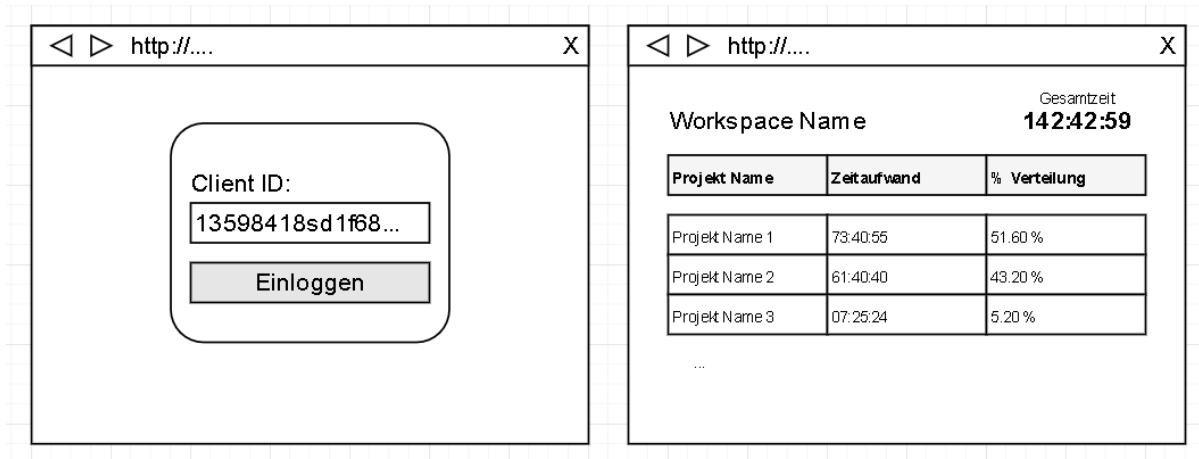 http://....
X
Client ID:
13598418sd1f68...
Einloggen
http://....
X
Gesamtzeit
Workspace Name
142:42:59
Projekt Name Zeitaufwand % Verteilung
Projekt Name 1 73:40:55 51.60 %
Projekt Name 2 61:40:40 43.20 %
Projekt Name 3 07:25:24 5.20 %
...